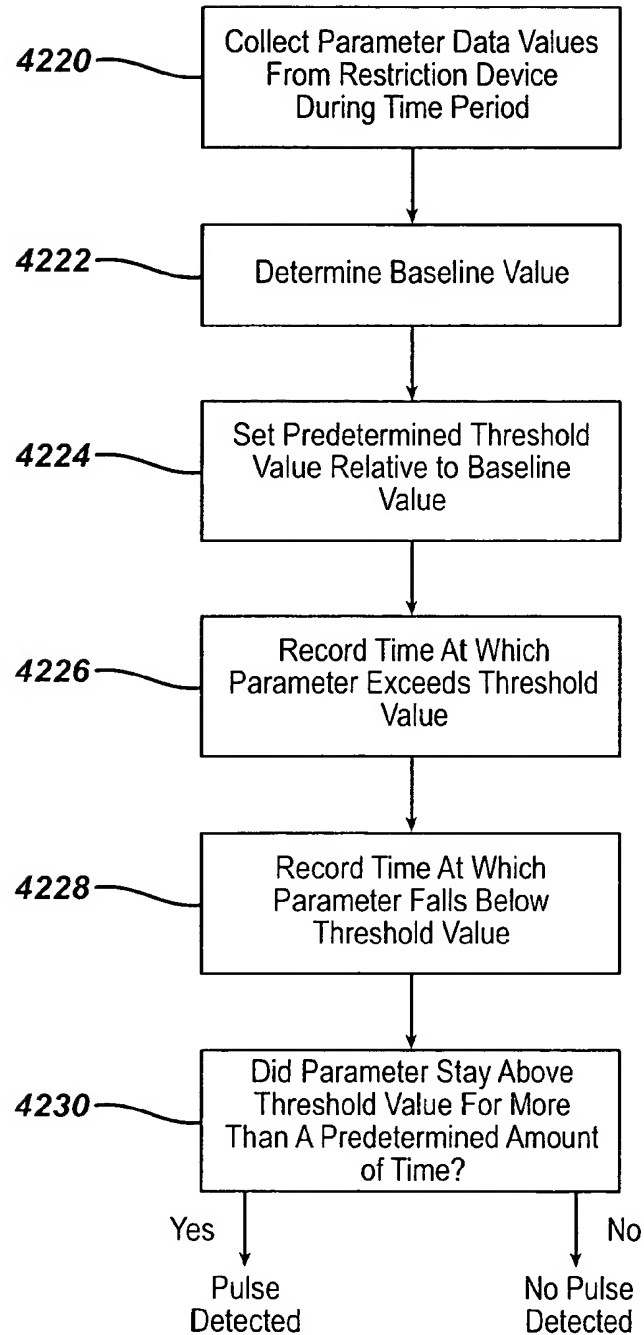 4220
Collect Parameter Data Values
From Restriction Device
During Time Period
4222
Determine Baseline Value
4224
Set Predetermined Threshold
Value Relative to Baseline
Value
4226
Record Time At Which
Parameter Exceeds Threshold
Value
4228
Record Time At Which
Parameter Falls Below
Threshold Value
4230
Did Parameter Stay Above
Threshold Value For More
Than A Predetermined Amount
of Time?
Yes
No
Pulse
Detected
No Pulse
Detected